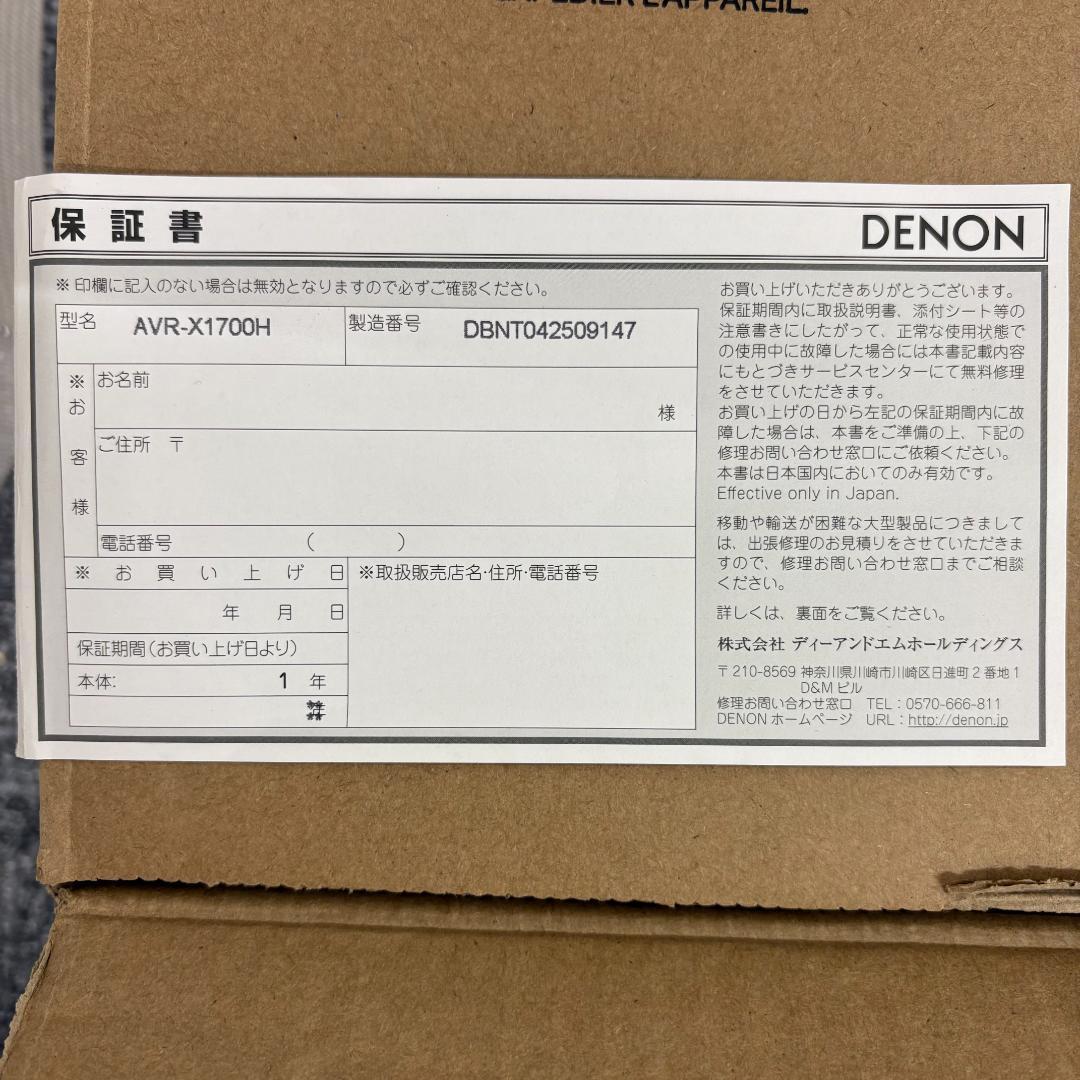 L'APPAREIL.
保証書
DENON
※印欄に記入のない場合は無効となりますので必ずご確認ください。
型名 AVR-X1700H
製造番号 DBNT042509147
※お客様
お名前
様
ご住所 〒
電話番号 ( )
※ お買い上げ日
年 月 日
保証期間(お買い上げ日より)
本体: 1 年
※取扱販売店名・住所・電話番号
お買い上げいただきありがとうございます。
保証期間内に取扱説明書、添付シート等の
注意書きにしたがって、正常な使用状態で
の使用中に故障した場合には本書記載内容
にもとづきサービスセンターにて無料修理
をさせていただきます。
お買い上げの日から左記の保証期間内に故
障した場合は、本書をご準備の上、下記の
修理お問い合わせ窓口にご依頼ください。
本書は日本国内においてのみ有効です。
Effective only in Japan.
移動や輸送が困難な大型製品につきまして
は、出張修理のお見積りをさせていただきま
すので、修理お問い合わせ窓口までご相談
ください。
詳しくは、裏面をご覧ください。
株式会社 ディーアンドエムホールディングス
〒210-8569 神奈川県川崎市川崎区日進町2番地1
D&Mビル
修理お問い合わせ窓口 TEL:0570-666-811
DENON ホームページ URL:http://denon.jp